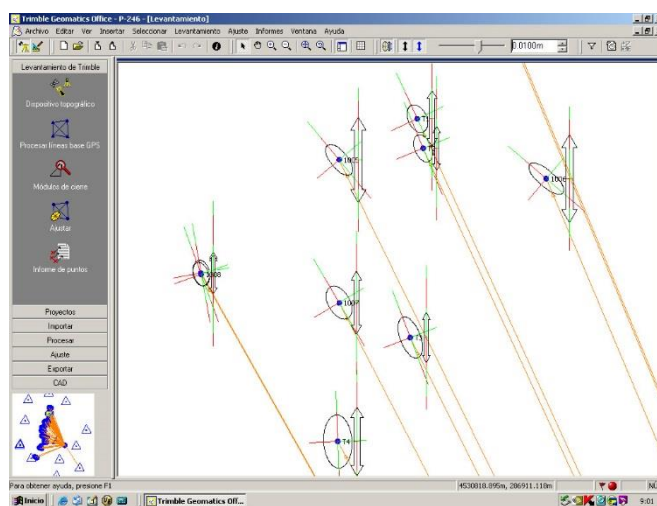 Trimble Geomatics Office - P-246 - [Levantamiento]
Archivo Editar Ver Insertar Seleccionar Levantamiento Ajuste Informes Ventana Ayuda
0.0100m
Levantamiento de Trimble
Dispositivo topográfico
Procesar líneas base GPS
Módulos de cierre
Ajustar
Informe de puntos
Proyectos
Importar
Procesar
Ajuste
Exportar
CAD
1005
1006
1008
1007
T4
Para obtener ayuda, presione F1
4530818.895m, 286911.118m
NU
Inicio
Trimble Geomatics Off...
9:01